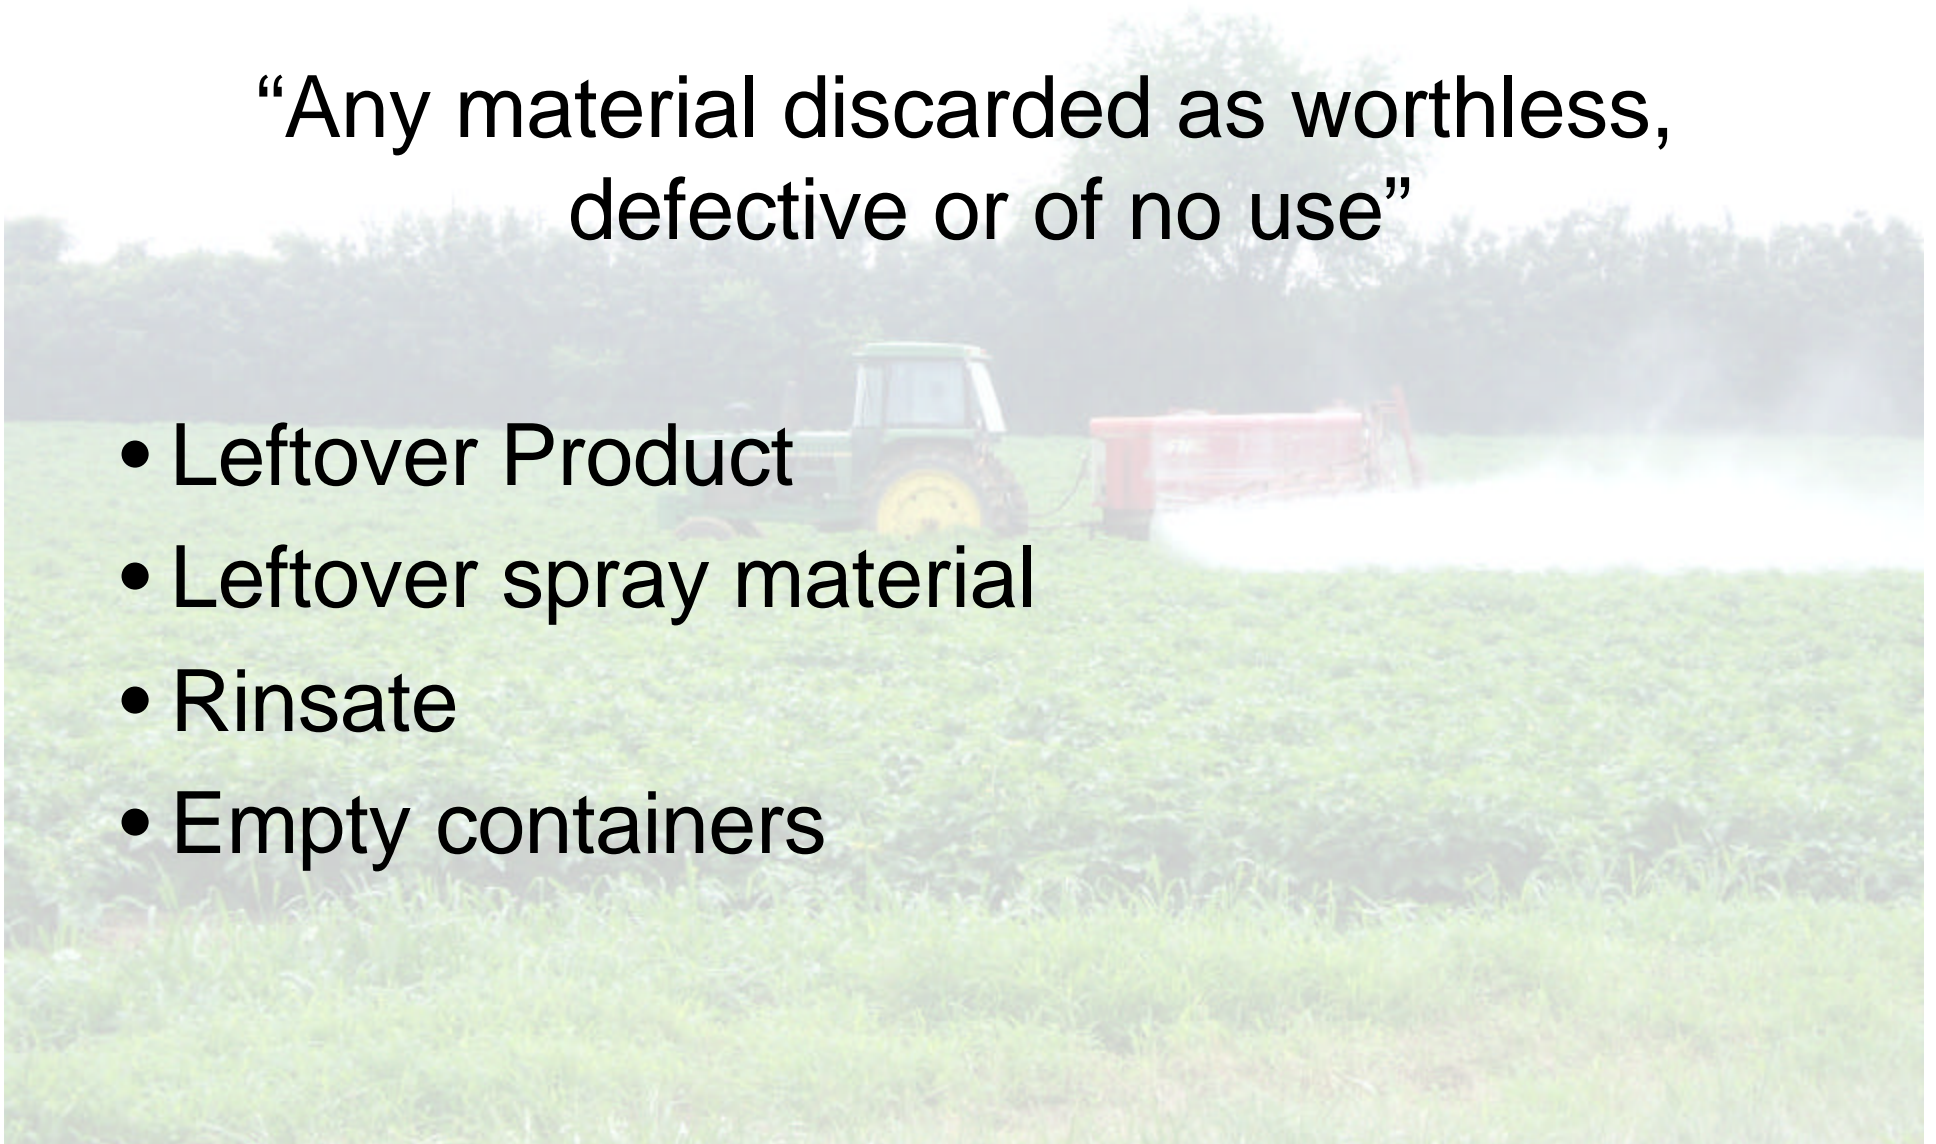 “Any material discarded as worthless,
defective or of no use”
• Leftover Product
• Leftover spray material
• Rinsate
• Empty containers